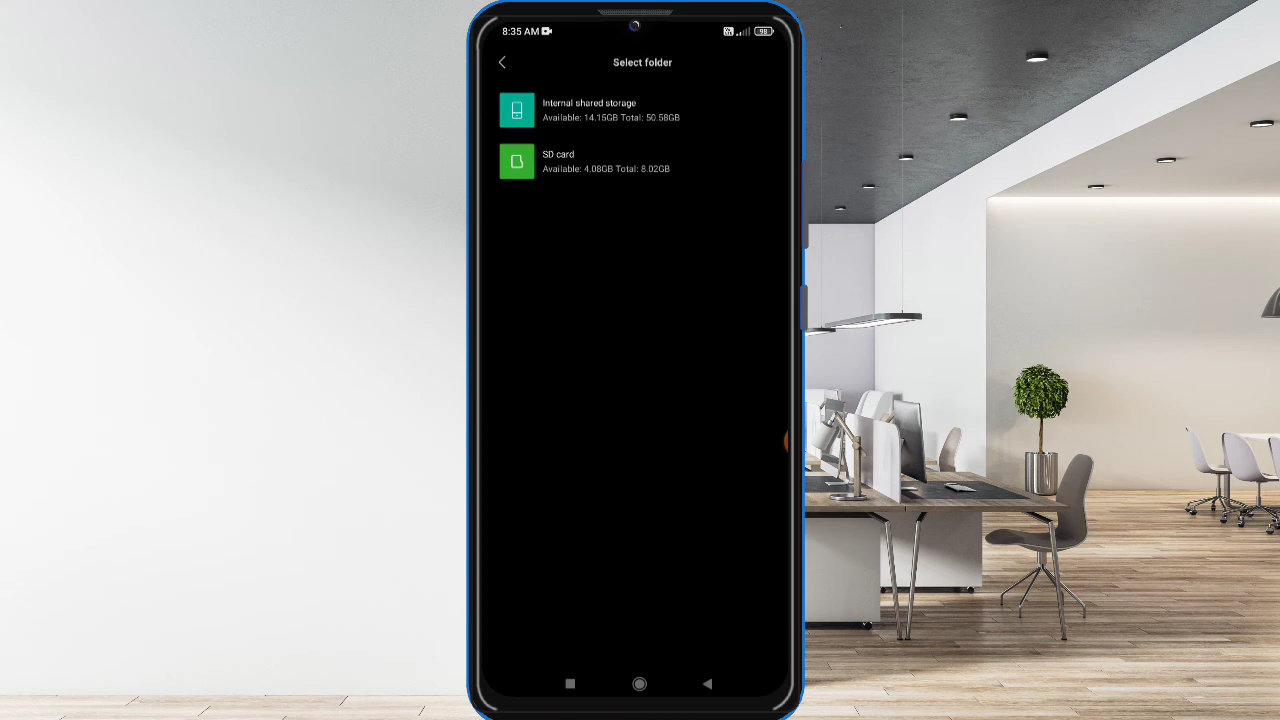 8:35 AM
98
Select folder
Internal shared storage
Available: 14.15GB Total: 50.58GB
SD card
Available: 4.08GB Total: 8.02GB